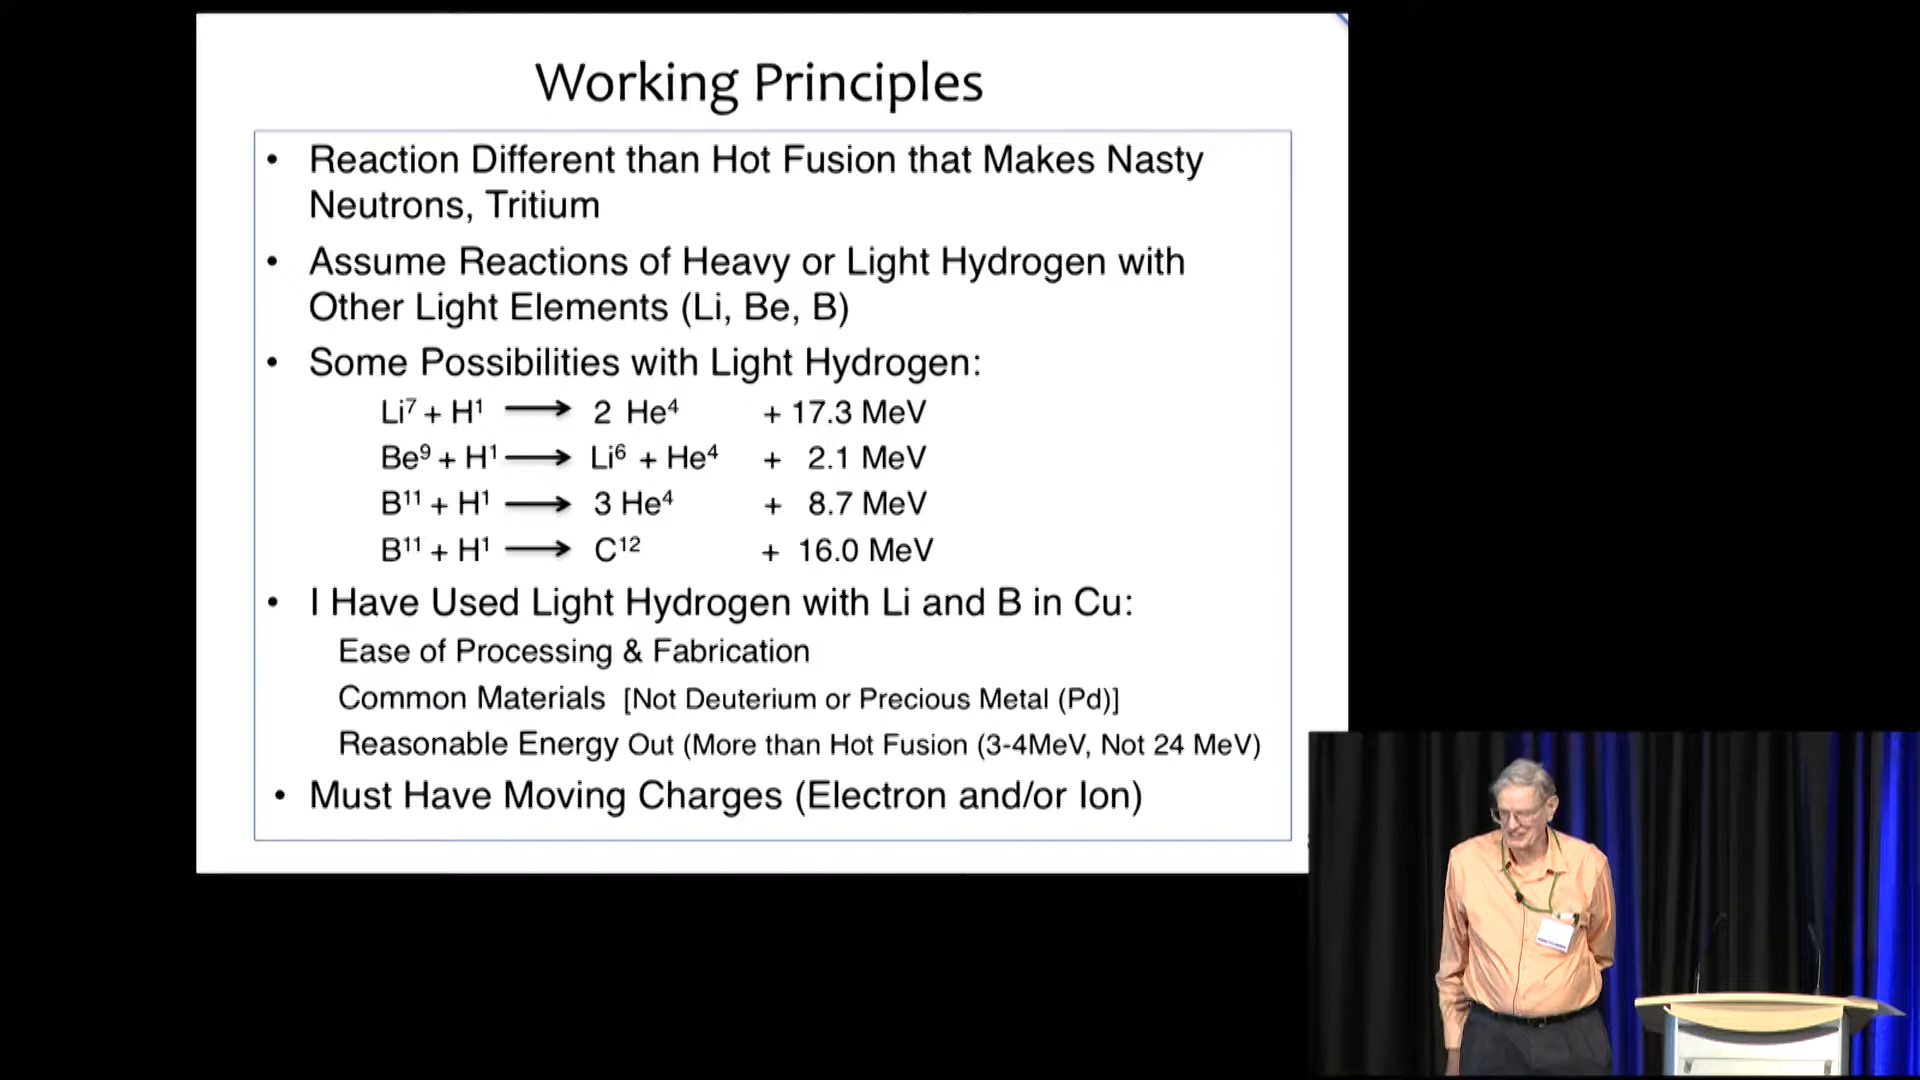 Working Principles
• Reaction Different than Hot Fusion that Makes Nasty
Neutrons, Tritium
• Assume Reactions of Heavy or Light Hydrogen with
Other Light Elements (Li, Be, B)
• Some Possibilities with Light Hydrogen:
Li⁷ + H¹ ⟶ 2 He⁴ + 17.3 MeV
Be⁹ + H¹ ⟶ Li⁶ + He⁴ + 2.1 MeV
B¹¹ + H¹ ⟶ 3 He⁴ + 8.7 MeV
B¹¹ + H¹ ⟶ C¹² + 16.0 MeV
• I Have Used Light Hydrogen with Li and B in Cu:
Ease of Processing & Fabrication
Common Materials [Not Deuterium or Precious Metal (Pd)]
Reasonable Energy Out (More than Hot Fusion (3-4MeV, Not 24 MeV)
• Must Have Moving Charges (Electron and/or Ion)